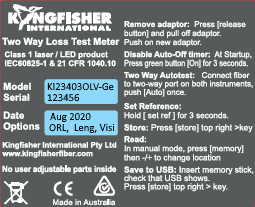 KINGFISHER
INTERNATIONAL
Two Way Loss Test Meter
Class 1 laser / LED product
IEC60825-1 & 21 CFR 1040.10
Model KI23403OLV-Ge
Serial 123456
Date Aug 2020
Options ORL, Leng, Visi
Kingfisher International Pty Ltd
www.kingfisherfiber.com
No user adjustable parts inside
CE
Made in Australia
Remove adaptor: Press [release
button] and pull off adaptor.
Push on new adaptor.
Disable Auto-Off timer: At Startup,
Press green button [On] for 3 seconds.
Two Way Autotest: Connect fiber
to two-way port on both instruments,
push [Auto] once.
Set Reference:
Hold [ set ref ] for 3 seconds.
Store: Press [store] top right >key
Read:
In manual mode, press [memory]
then -/+ to change location
Save to USB: Insert memory stick,
check that USB shows.
Press [store] top right > key.